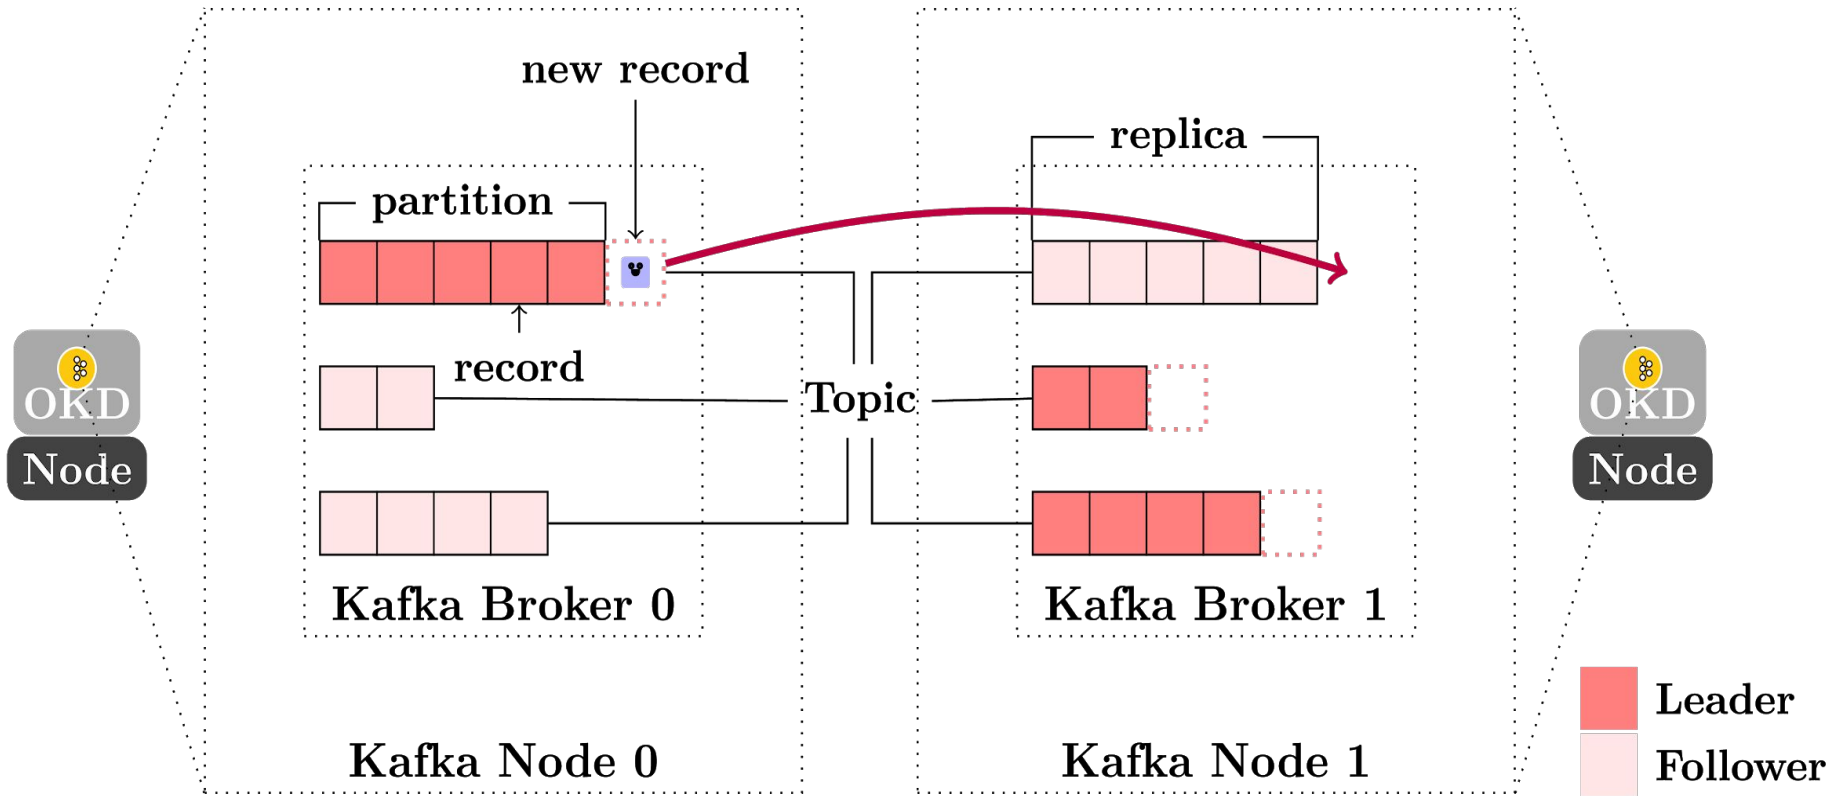 new record
replica
partition
record
Topic
OKD
Node
OKD
Node
Kafka Broker 0
Kafka Broker 1
Leader
Follower
Kafka Node 0
Kafka Node 1